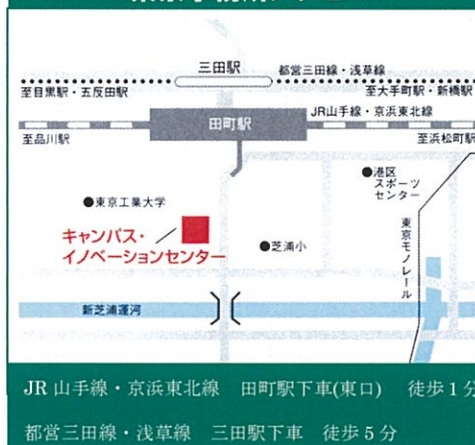 三田駅
都営三田線・浅草線
至目黒駅・五反田駅
至大手町駅・新橋駅
JR山手線・京浜東北線
田町駅
至品川駅
至浜松町駅
●港区
スポーツ
センター
●東京工業大学
キャンパス・
イノベーションセンター
●芝浦小
東京モノレール
新芝浦運河
JR 山手線・京浜東北線　田町駅下車(東口)　徒歩 1 分
都営三田線・浅草線　三田駅下車　徒歩 5 分